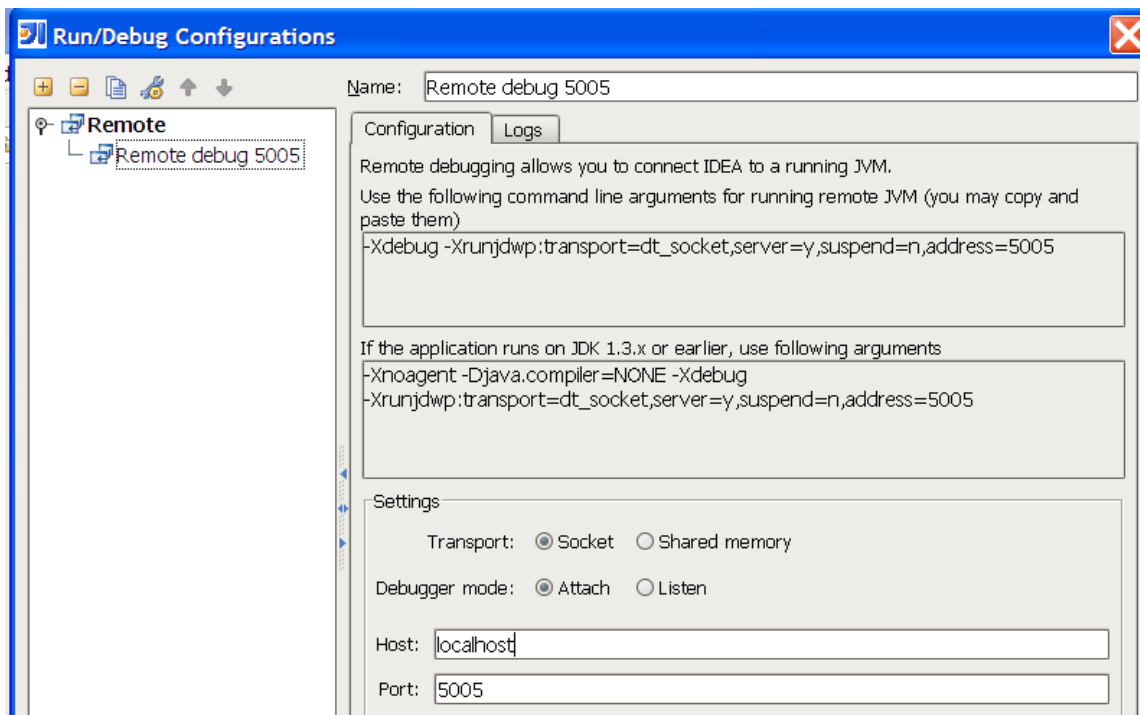 Run/Debug Configurations
Name: Remote debug 5005
Remote
Remote debug 5005
Configuration Logs
Remote debugging allows you to connect IDEA to a running JVM.
Use the following command line arguments for running remote JVM (you may copy and
paste them)
-Xdebug -Xrunjdwp:transport=dt_socket,server=y,suspend=n,address=5005
If the application runs on JDK 1.3.x or earlier, use following arguments
-Xnoagent -Djava.compiler=NONE -Xdebug
-Xrunjdwp:transport=dt_socket,server=y,suspend=n,address=5005
Settings
Transport: Socket Shared memory
Debugger mode: Attach Listen
Host: localhost
Port: 5005